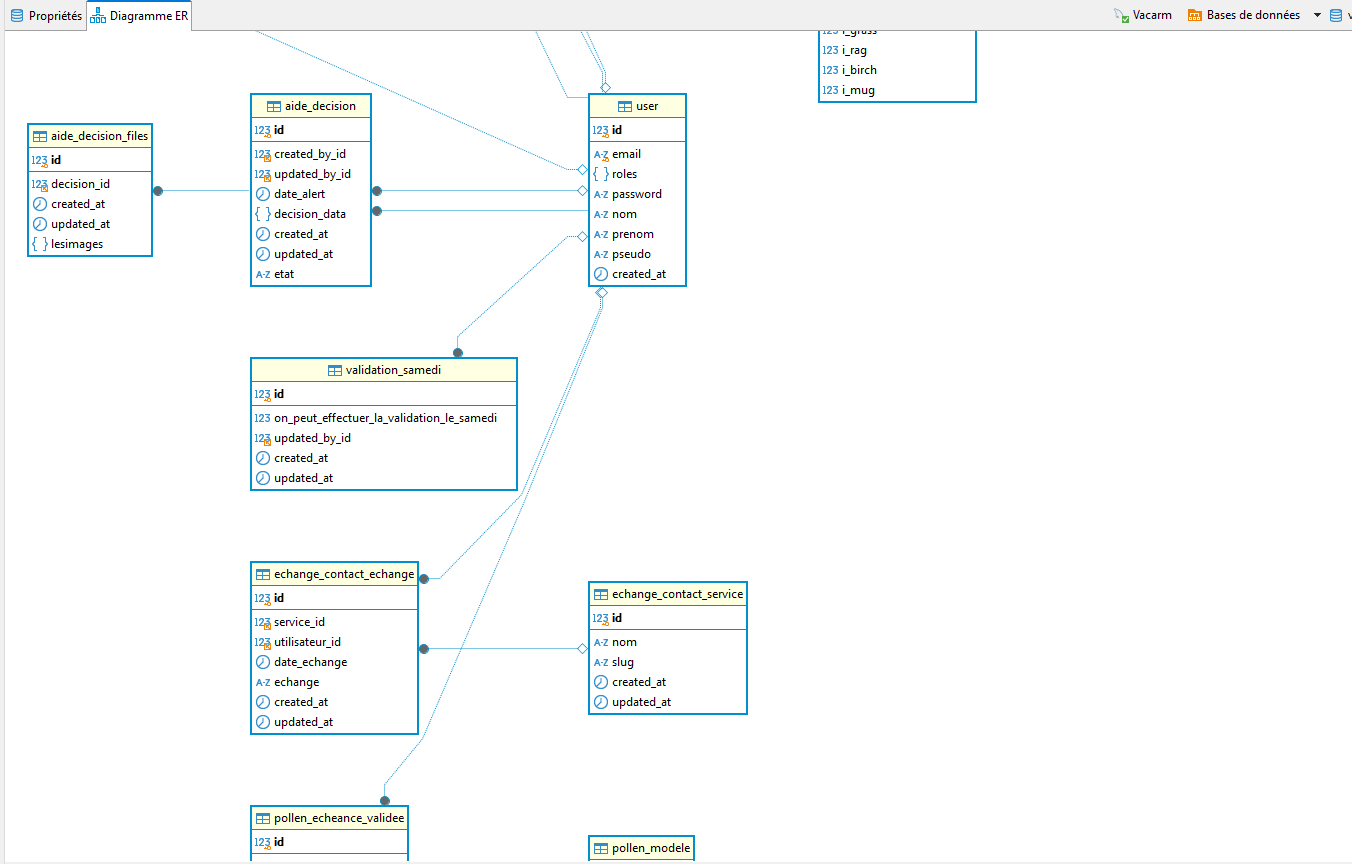 Propriétés
Diagramme ER
Vacarm
Bases de données
i_rag
i_birch
i_mug
aide_decision_files
id
decision_id
created_at
updated_at
lesimages
aide_decision
id
created_by_id
updated_by_id
date_alert
decision_data
created_at
updated_at
etat
user
id
email
roles
password
nom
prenom
pseudo
created_at
validation_samedi
id
on_peut_effectuer_la_validation_le_samedi
updated_by_id
created_at
updated_at
echange_contact_echange
id
service_id
utilisateur_id
date_echange
echange
created_at
updated_at
echange_contact_service
id
nom
slug
created_at
updated_at
pollen_echeance_validee
id
pollen_modele